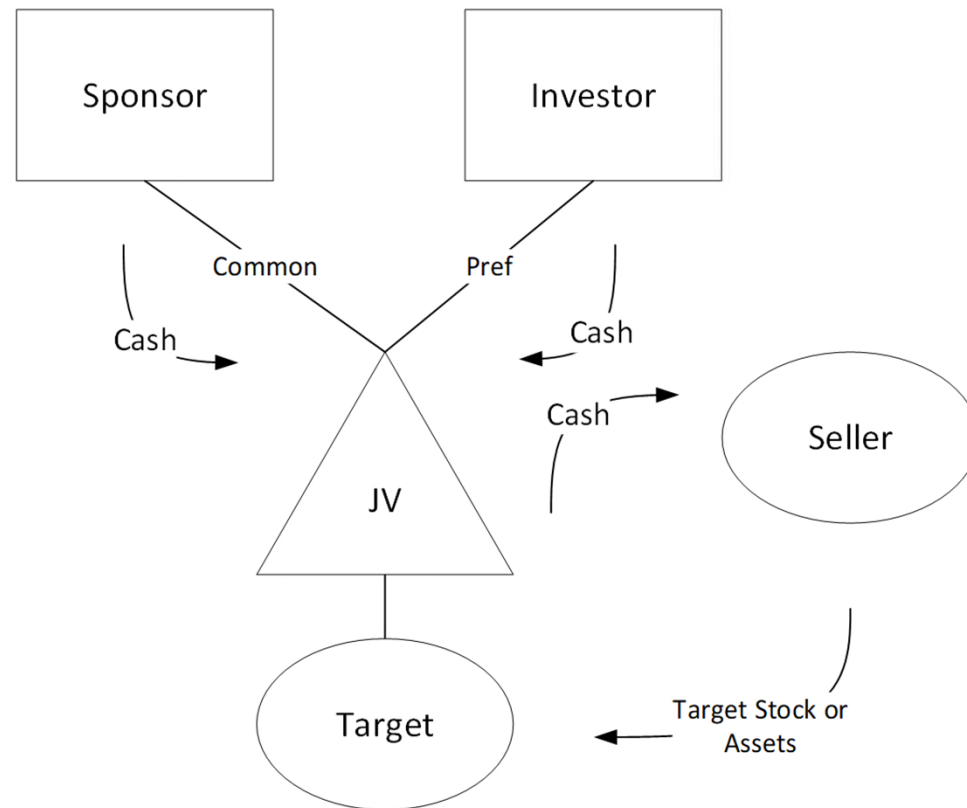 Sponsor
Investor
Common
Pref
Cash
Cash
Cash
Seller
JV
Target
Target Stock or
Assets